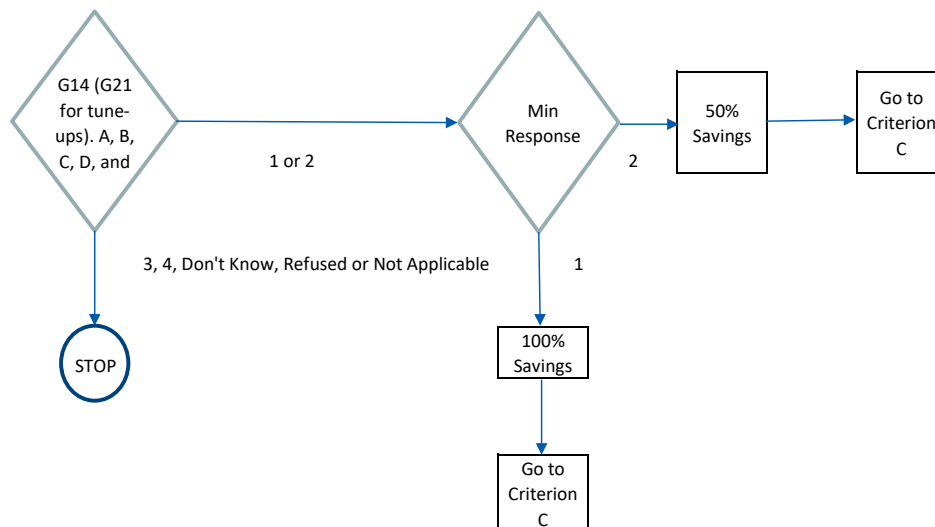 G14 (G21
for tune-
ups). A, B,
C, D, and
1 or 2
Min
Response
2
50%
Savings
Go to
Criterion
C
3, 4, Don't Know, Refused or Not Applicable
1
STOP
100%
Savings
Go to
Criterion
C